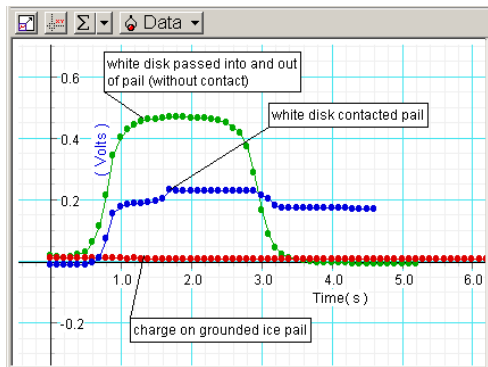 Σ
Data
white disk passed into and out
of pail (without contact)
0.6
white disk contacted pail
0.4
( Volts )
0.2
1.0 2.0 3.0 4.0 5.0 6.0
Time( s )
charge on grounded ice pail
-0.2